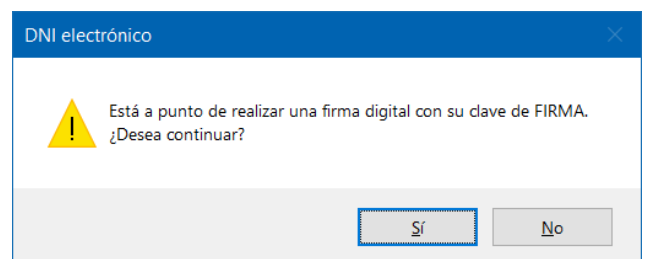 DNI electrónico
Está a punto de realizar una firma digital con su clave de FIRMA.
¿Desea continuar?
Sí
No